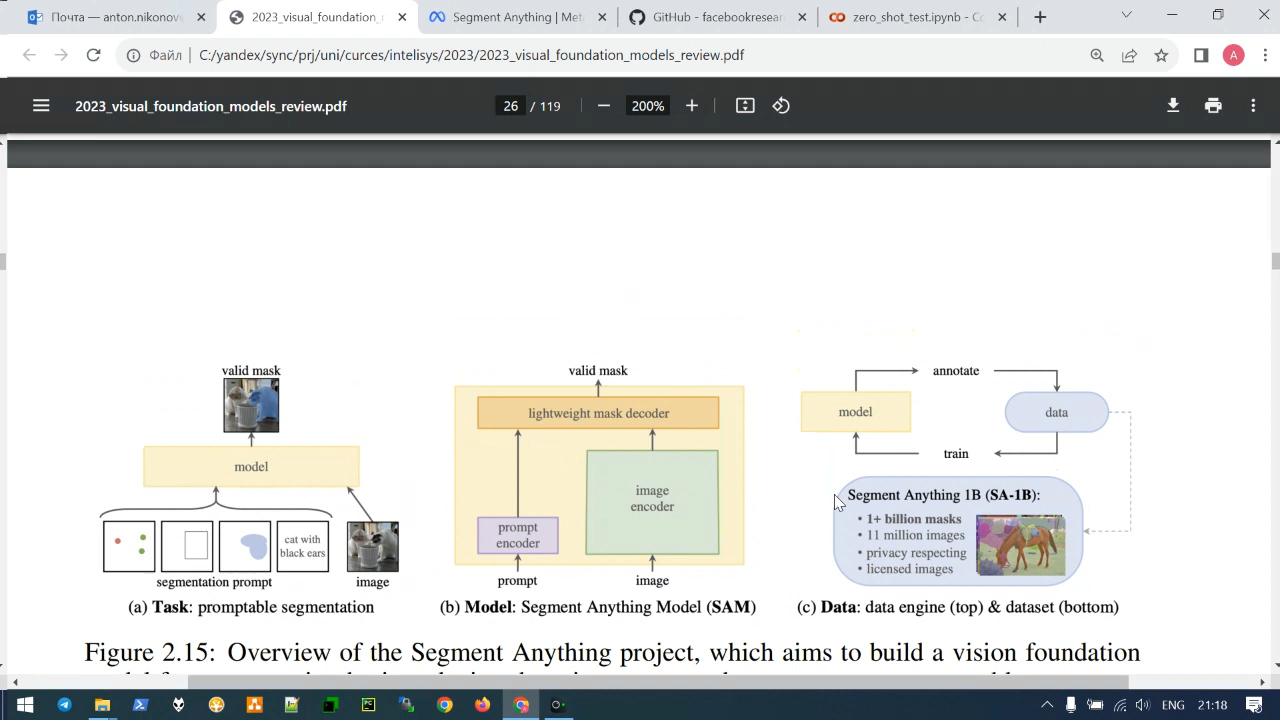 Почта — anton.nikonov
2023_visual_foundation_
Segment Anything | Met
GitHub - facebookresear
zero_shot_test.ipynb - Co
Файл
C:/yandex/sync/prj/uni/curces/intelisys/2023/2023_visual_foundation_models_review.pdf
A
2023_visual_foundation_models_review.pdf
26 / 119
200%
valid mask
model
cat with
black ears
segmentation prompt
image
(a) Task: promptable segmentation
valid mask
lightweight mask decoder
image
encoder
prompt
encoder
prompt
image
(b) Model: Segment Anything Model (SAM)
annotate
model
data
train
Segment Anything 1B (SA-1B):
• 1+ billion masks
• 11 million images
• privacy respecting
• licensed images
(c) Data: data engine (top) & dataset (bottom)
Figure 2.15: Overview of the Segment Anything project, which aims to build a vision foundation
ENG
21:18